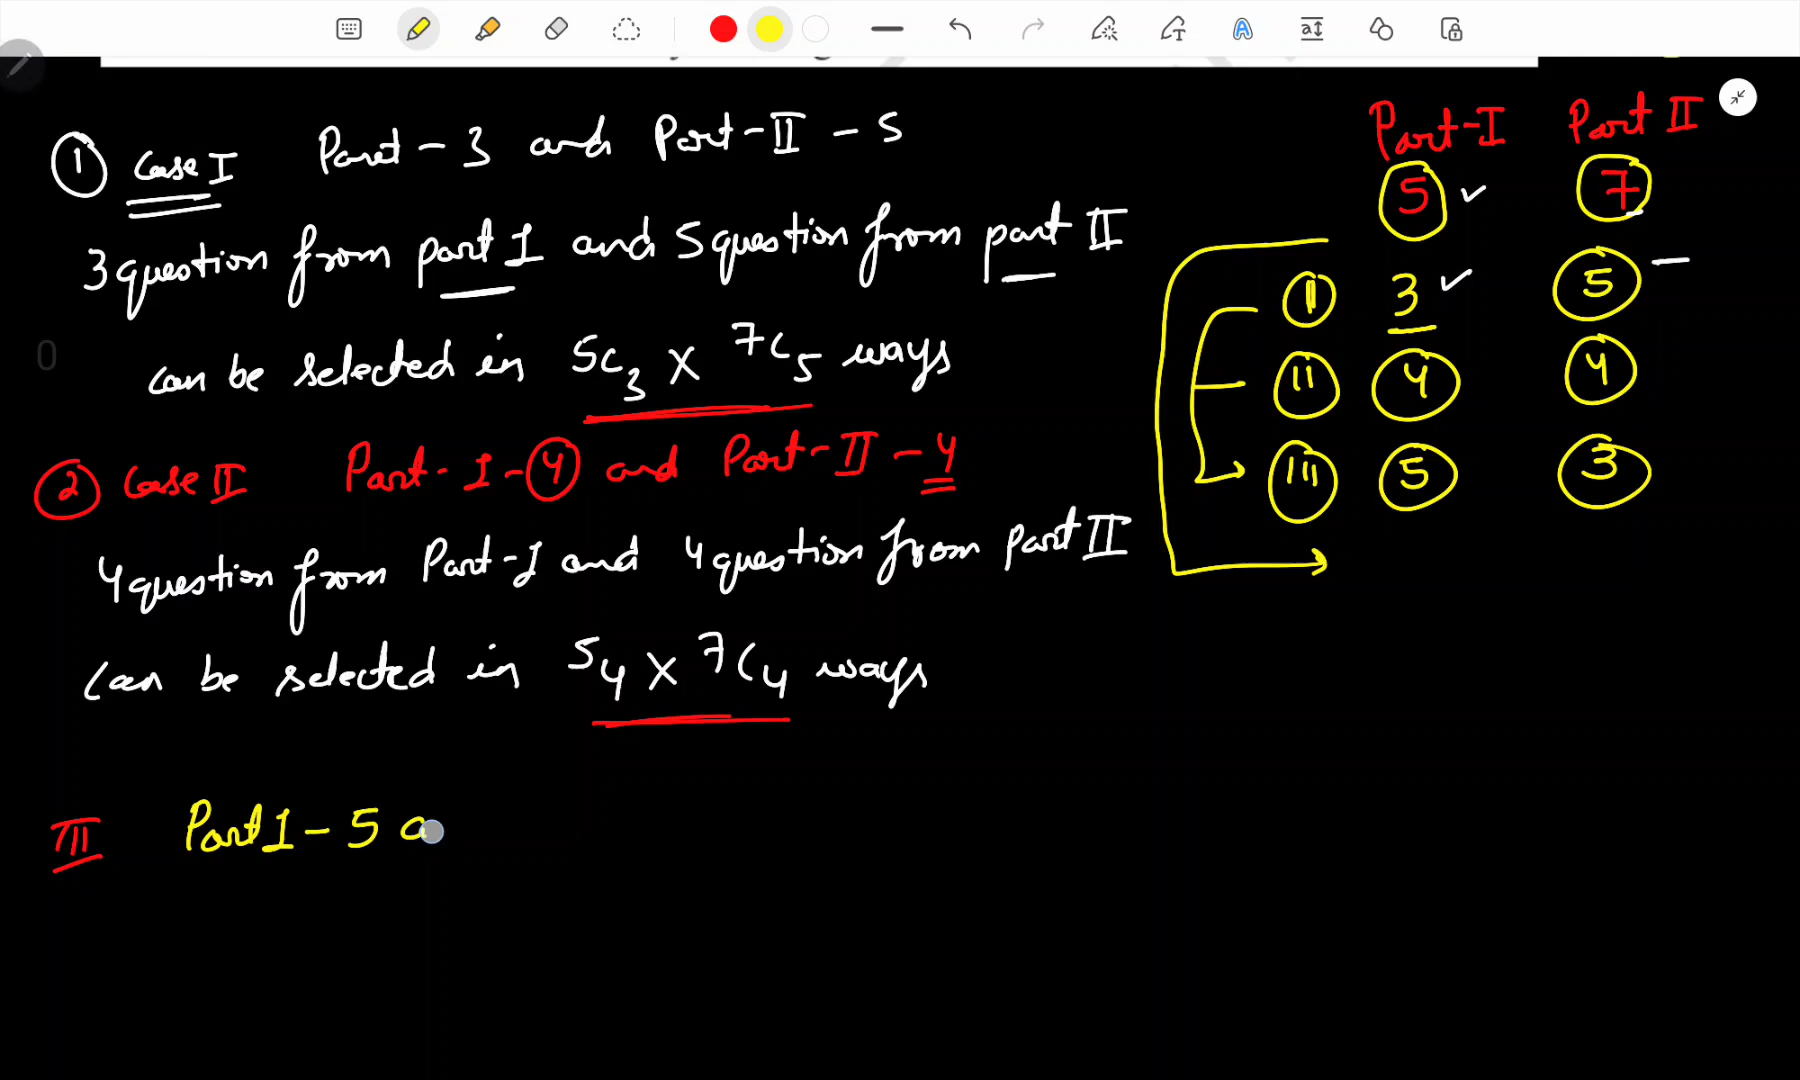 Part-I Part II
① Case I Part - 3 and Part-II - 5
5 7
3 question from part I and 5 question from part II
I 3 5
can be selected in 5C3 X 7C5 ways
II 4 4
② Case II Part-I-4 and Part-II-4
III 5 3
4 question from Part-I and 4 question from part II
can be selected in 54 X 7C4 ways
III Part I - 5 a